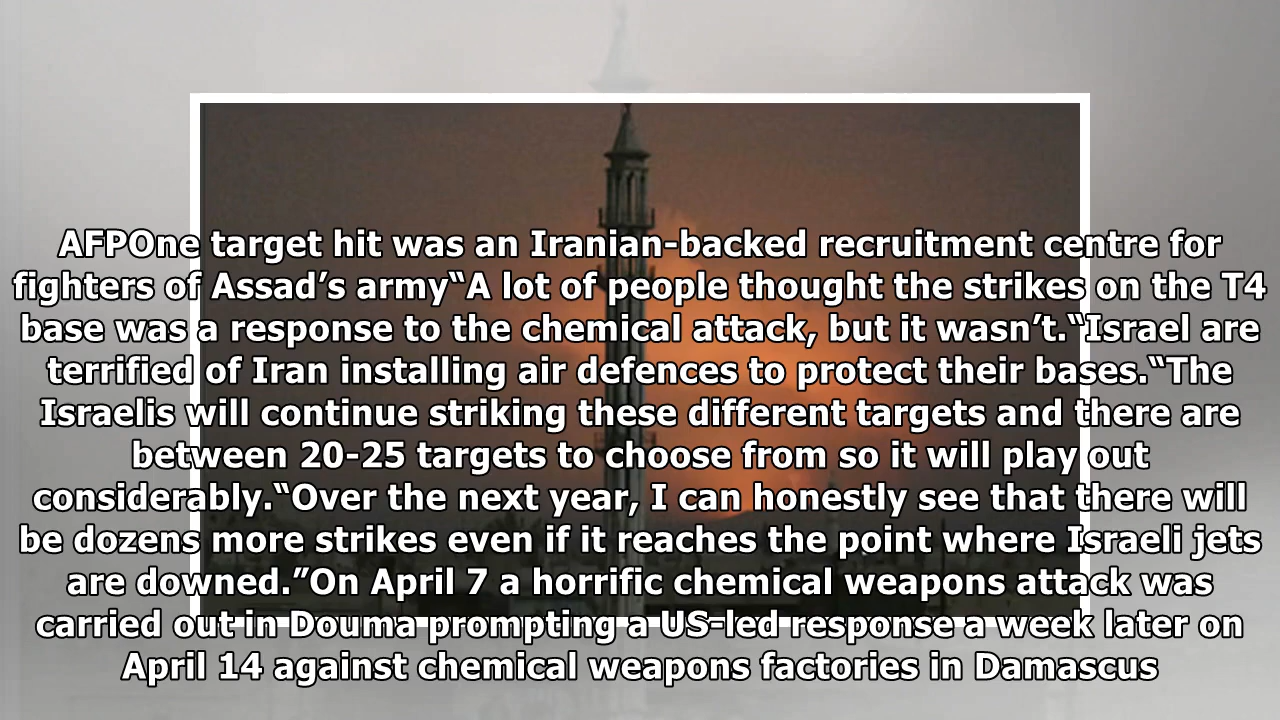 AFPOne target hit was an Iranian-backed recruitment centre for
fighters of Assad’s army“A lot of people thought the strikes on the T4
base was a response to the chemical attack, but it wasn’t.“Israel are
terrified of Iran installing air defences to protect their bases.“The
Israelis will continue striking these different targets and there are
between 20-25 targets to choose from so it will play out
considerably.“Over the next year, I can honestly see that there will
be dozens more strikes even if it reaches the point where Israeli jets
are downed.”On April 7 a horrific chemical weapons attack was
carried out in Douma prompting a US-led response a week later on
April 14 against chemical weapons factories in Damascus